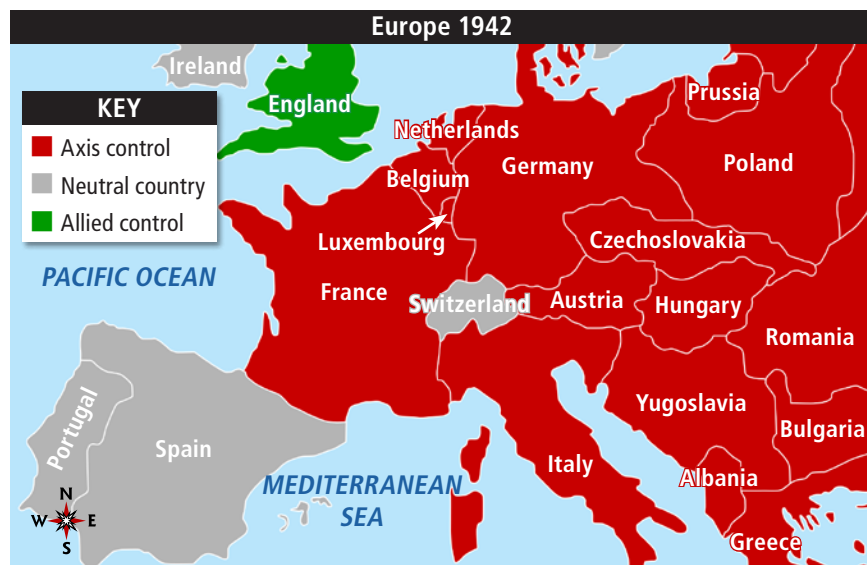 Europe 1942
Ireland
England
KEY
Axis control
Neutral country
Allied control
Netherlands
Belgium
Luxembourg
Germany
Prussia
Poland
Czechoslovakia
PACIFIC OCEAN
France
Switzerland
Austria
Hungary
Romania
Yugoslavia
Bulgaria
Portugal
Spain
Italy
Albania
MEDITERRANEAN
SEA
Greece
N
W E
S